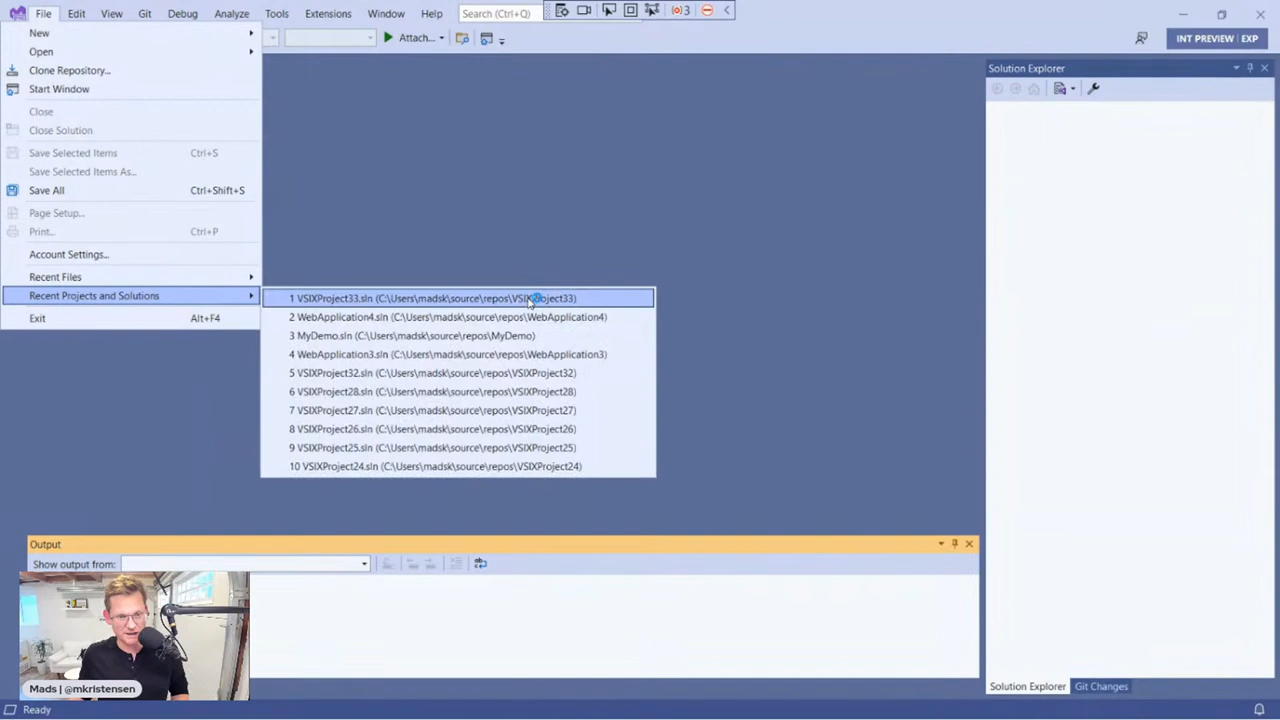 File Edit View Git Debug Analyze Tools Extensions Window Help Search (Ctrl+Q) 3
Attach... INT PREVIEW | EXP
New
Open
Clone Repository...
Start Window
Close
Close Solution
Save Selected Items Ctrl+S
Save Selected Items As...
Save All Ctrl+Shift+S
Page Setup...
Print... Ctrl+P
Account Settings...
Recent Files
Recent Projects and Solutions
Exit Alt+F4
1 VSIXProject33.sln (C:\Users\madsk\source\repos\VSIXProject33)
2 WebApplication4.sln (C:\Users\madsk\source\repos\WebApplication4)
3 MyDemo.sln (C:\Users\madsk\source\repos\MyDemo)
4 WebApplication3.sln (C:\Users\madsk\source\repos\WebApplication3)
5 VSIXProject32.sln (C:\Users\madsk\source\repos\VSIXProject32)
6 VSIXProject28.sln (C:\Users\madsk\source\repos\VSIXProject28)
7 VSIXProject27.sln (C:\Users\madsk\source\repos\VSIXProject27)
8 VSIXProject26.sln (C:\Users\madsk\source\repos\VSIXProject26)
9 VSIXProject25.sln (C:\Users\madsk\source\repos\VSIXProject25)
10 VSIXProject24.sln (C:\Users\madsk\source\repos\VSIXProject24)
Solution Explorer
Output
Show output from:
Mads | @mkristensen
Solution Explorer Git Changes
Ready